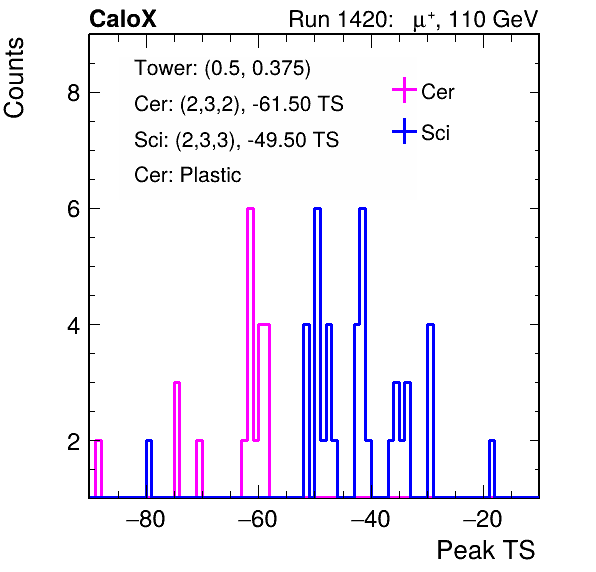 CaloX Run 1420: μ⁺, 110 GeV
Counts
Tower: (0.5, 0.375)
Cer: (2,3,2), -61.50 TS
Sci: (2,3,3), -49.50 TS
Cer: Plastic
Cer
Sci
8
6
4
2
−80 −60 −40 −20
Peak TS